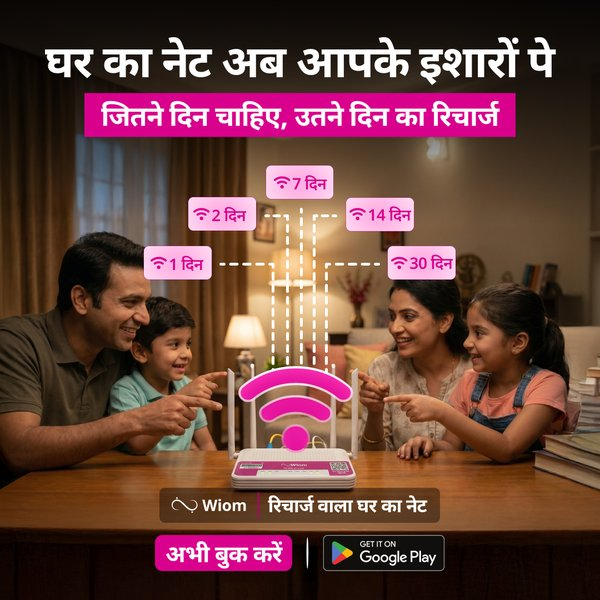 घर का नेट अब आपके इशारों पे
जितने दिन चाहिए, उतने दिन का रिचार्ज
7 दिन
2 दिन
14 दिन
1 दिन
30 दिन
Wiom
Wiom
रिचार्ज वाला घर का नेट
अभी बुक करें
GET IT ON
Google Play